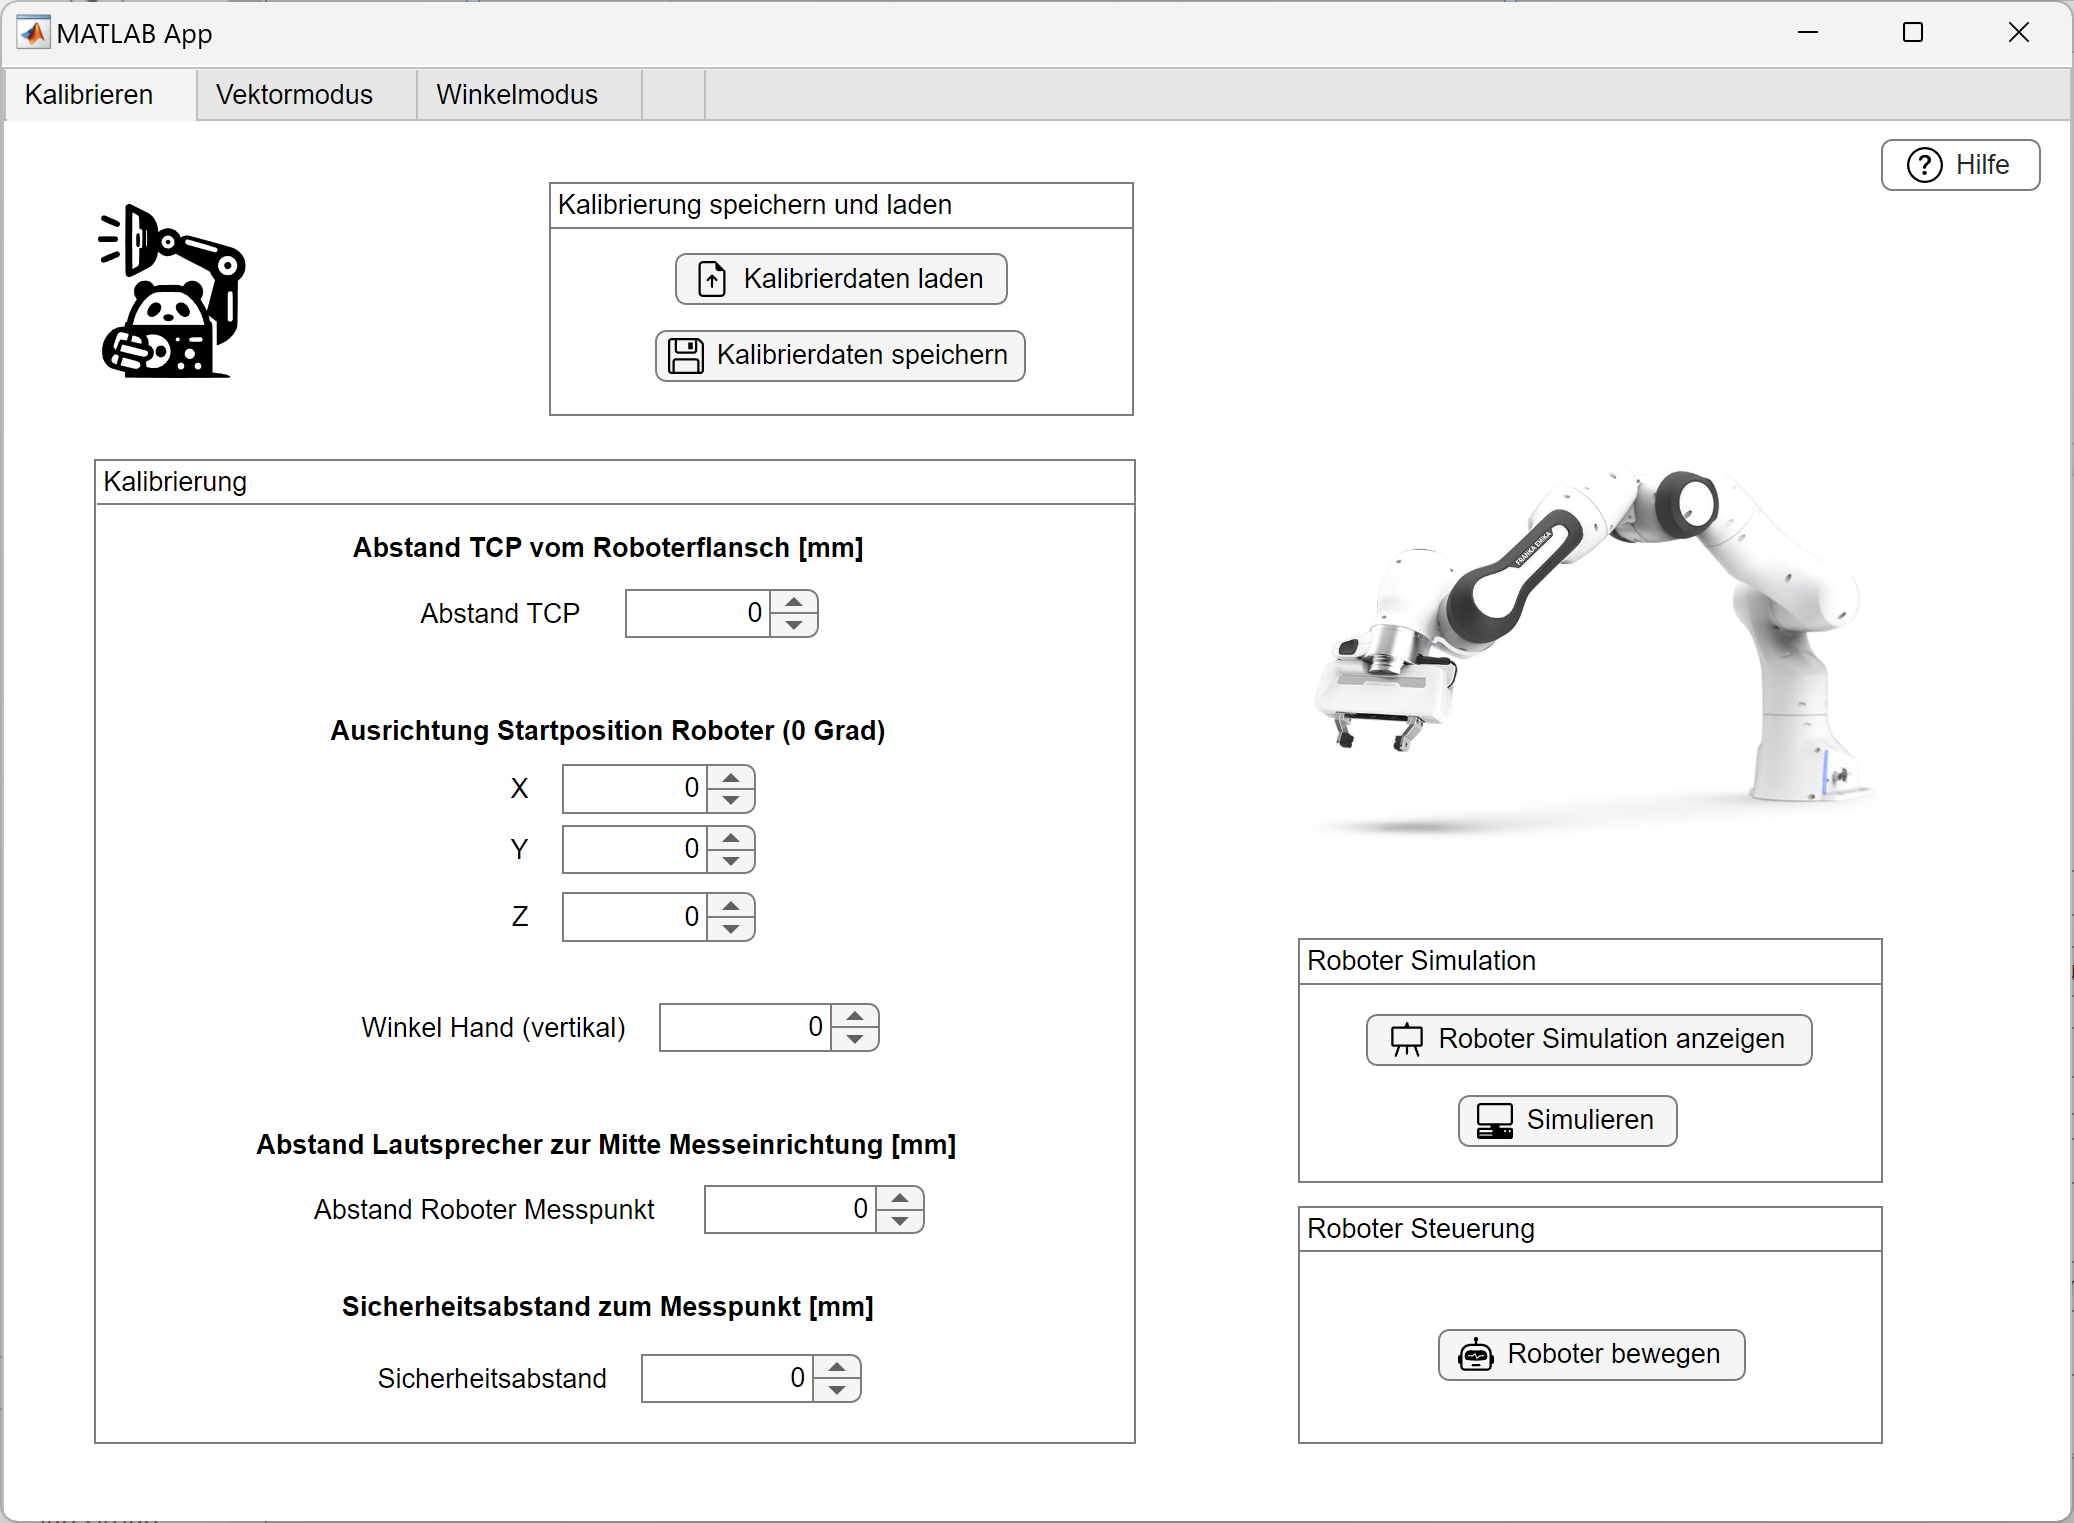 MATLAB App
Kalibrieren
Vektormodus
Winkelmodus
Hilfe
Kalibrierung speichern und laden
Kalibrierdaten laden
Kalibrierdaten speichern
Kalibrierung
Abstand TCP vom Roboterflansch [mm]
Abstand TCP 0
Ausrichtung Startposition Roboter (0 Grad)
X 0
Y 0
Z 0
Winkel Hand (vertikal) 0
Abstand Lautsprecher zur Mitte Messeinrichtung [mm]
Abstand Roboter Messpunkt 0
Sicherheitsabstand zum Messpunkt [mm]
Sicherheitsabstand 0
FRANKA EMIKA
Roboter Simulation
Roboter Simulation anzeigen
Simulieren
Roboter Steuerung
Roboter bewegen